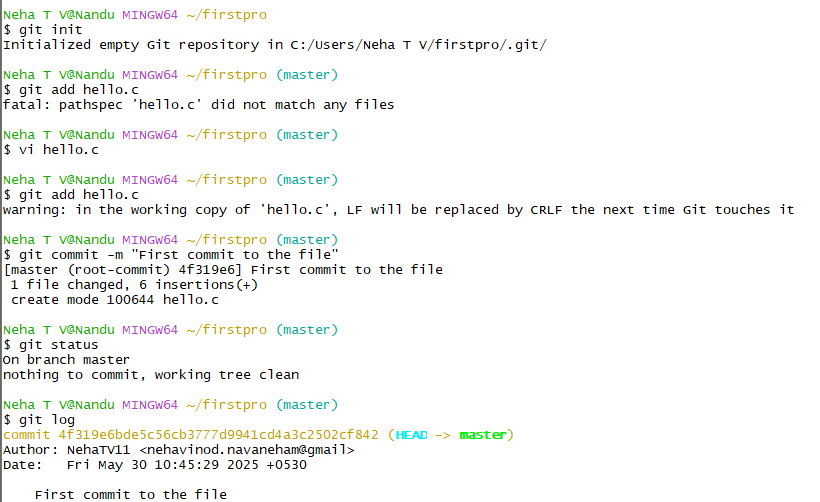 Neha T V@Nandu MINGW64 ~/firstpro
$ git init
Initialized empty Git repository in C:/Users/Neha T V/firstpro/.git/
Neha T V@Nandu MINGW64 ~/firstpro (master)
$ git add hello.c
fatal: pathspec 'hello.c' did not match any files
Neha T V@Nandu MINGW64 ~/firstpro (master)
$ vi hello.c
Neha T V@Nandu MINGW64 ~/firstpro (master)
$ git add hello.c
warning: in the working copy of 'hello.c', LF will be replaced by CRLF the next time Git touches it
Neha T V@Nandu MINGW64 ~/firstpro (master)
$ git commit -m "First commit to the file"
[master (root-commit) 4f319e6] First commit to the file
 1 file changed, 6 insertions(+)
 create mode 100644 hello.c
Neha T V@Nandu MINGW64 ~/firstpro (master)
$ git status
On branch master
nothing to commit, working tree clean
Neha T V@Nandu MINGW64 ~/firstpro (master)
$ git log
commit 4f319e6bde5c56cb3777d9941cd4a3c2502cf842 (HEAD -> master)
Author: NehaTV11 <nehavinod.navaneham@gmail>
Date:   Fri May 30 10:45:29 2025 +0530
    First commit to the file